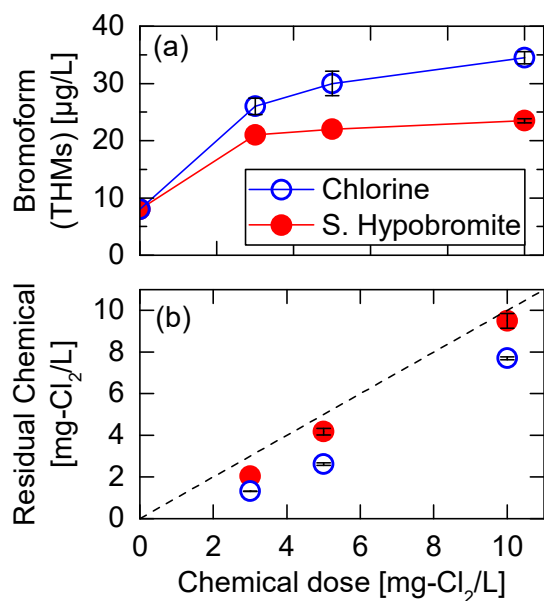 40
(a)
30
20
10
0
Bromoform
(THMs) [µg/L]
Chlorine
S. Hypobromite
10
(b)
8
6
4
2
0
Residual Chemical
[mg-Cl₂/L]
0 2 4 6 8 10
Chemical dose [mg-Cl₂/L]